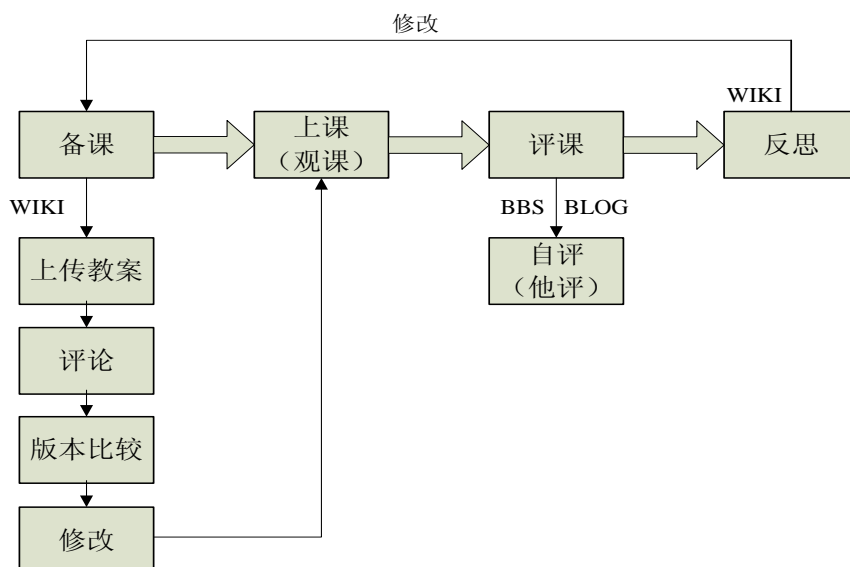 修改
WIKI
备课
上课
（观课）
评课
反思
WIKI
BBS
BLOG
上传教案
自评
（他评）
评论
版本比较
修改